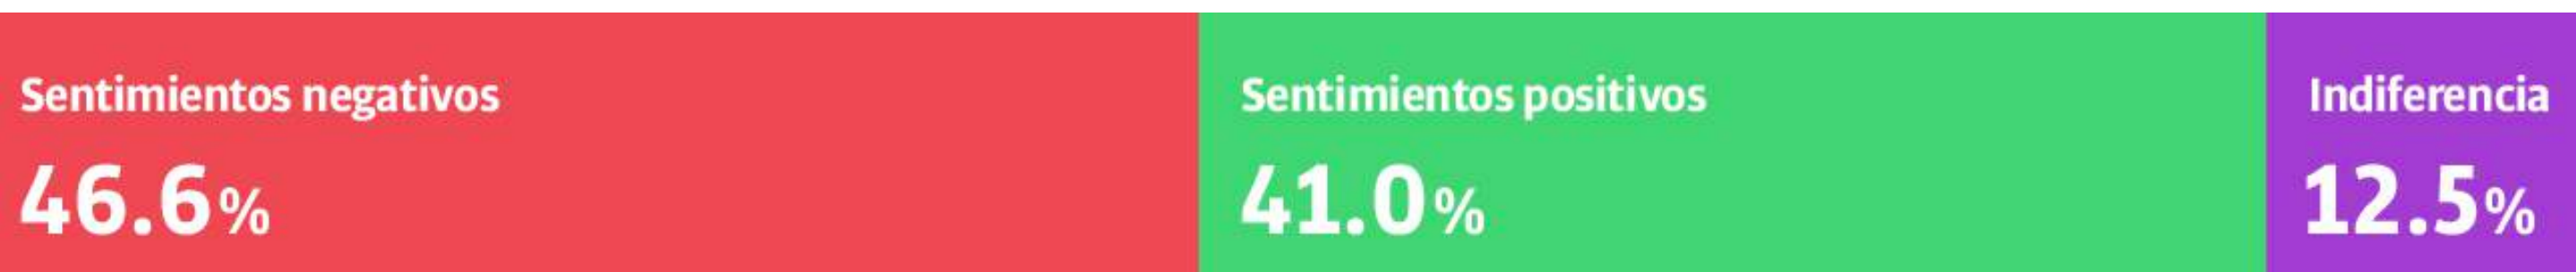 Sentimientos negativos
46.6%
Sentimientos positivos
41.0%
Indiferencia
12.5%